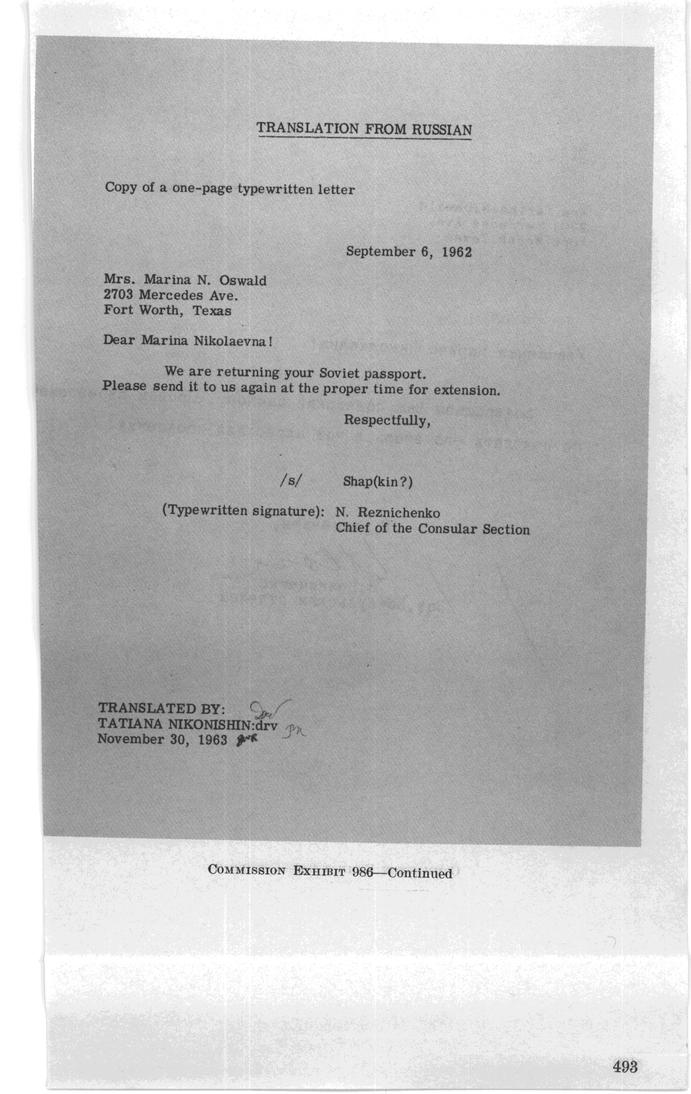 TRANSLATION FROM RUSSIAN
Copy of a one-page typewritten letter
September 6, 1962
Mrs. Marina N. Oswald
2703 Mercedes Ave.
Fort Worth, Texas
Dear Marina Nikolaevna!
We are returning your Soviet passport.
Please send it to us again at the proper time for extension.
Respectfully,
/s/ Shap(kin?)
(Typewritten signature): N. Reznichenko
Chief of the Consular Section
TRANSLATED BY:
TATIANA NIKONISHIN:drv
November 30, 1963
COMMISSION EXHIBIT 986—Continued
493